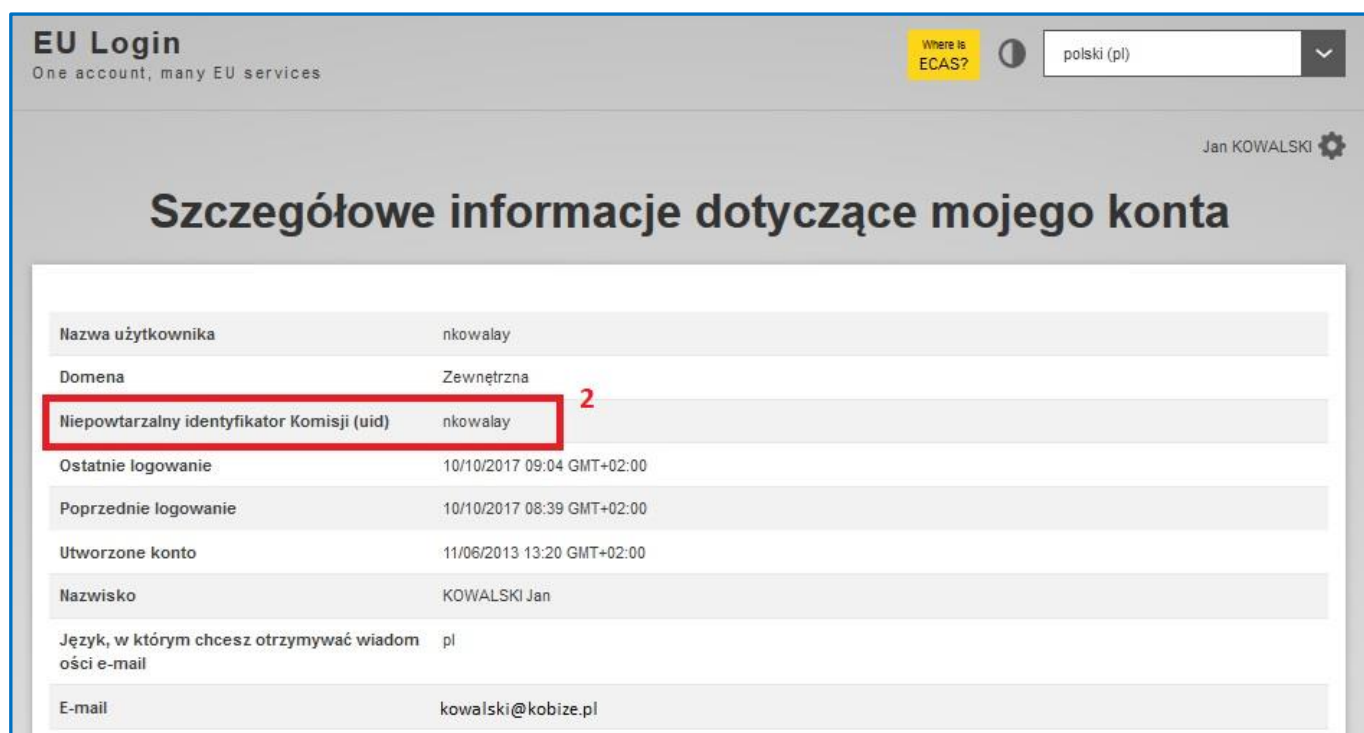 EU Login
One account, many EU services
Where is
ECAS?
polski (pl)
Jan KOWALSKI
Szczegółowe informacje dotyczące mojego konta
Nazwa użytkownika nkowalay
Domena Zewnętrzna
2
Niepowtarzalny identyfikator Komisji (uid) nkowalay
Ostatnie logowanie 10/10/2017 09:04 GMT+02:00
Poprzednie logowanie 10/10/2017 08:39 GMT+02:00
Utworzone konto 11/06/2013 13:20 GMT+02:00
Nazwisko KOWALSKI Jan
Język, w którym chcesz otrzymywać wiadom pl
ości e-mail
E-mail kowalski@kobize.pl